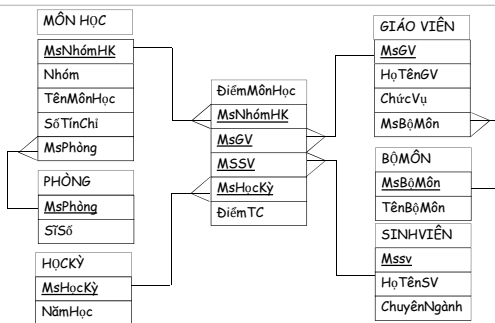 MÔN HỌC
MsNhómHK
Nhóm
TênMônHọc
SốTínChỉ
MsPhòng
PHÒNG
MsPhòng
SĩSố
HỌCKỲ
MsHọcKỳ
NămHọc
ĐiểmMônHọc
MsNhómHK
MsGV
MSSV
MsHọcKỳ
ĐiểmTC
GIÁO VIÊN
MsGV
HọTênGV
ChứcVụ
MsBộMôn
BỘMÔN
MsBộMôn
TênBộMôn
SINHVIÊN
Mssv
HọTênSV
ChuyênNgành